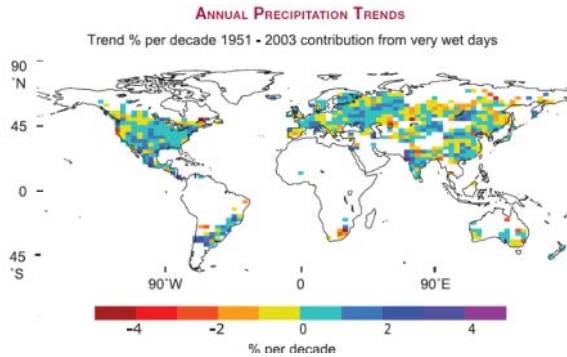 ANNUAL PRECIPITATION TRENDS
Trend % per decade 1951 - 2003 contribution from very wet days
90
°N
45
0
45
°S
90°W 0 90°E
-4 -2 0 2 4
% per decade